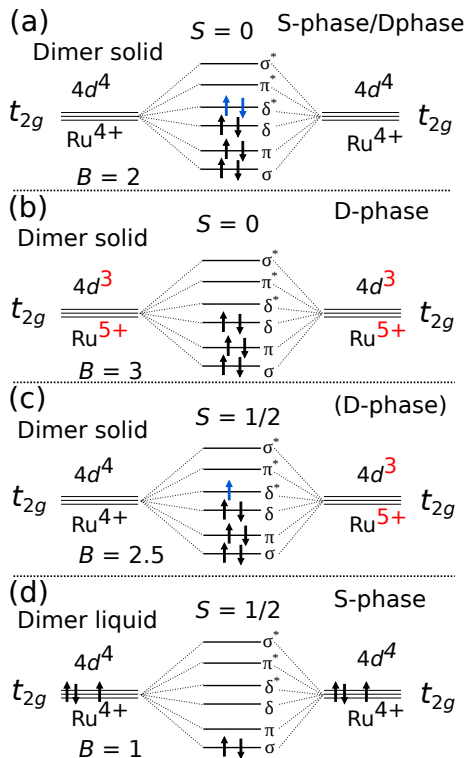 (a) S = 0 S-phase/Dphase
Dimer solid
4d⁴ σ* 4d⁴
π*
t₂g δ* t₂g
δ
Ru⁴⁺ π Ru⁴⁺
B = 2 σ
(b) S = 0 D-phase
Dimer solid
4d³ σ* 4d³
π*
t₂g δ* t₂g
δ
Ru⁵⁺ π Ru⁵⁺
B = 3 σ
(c) S = 1/2 (D-phase)
Dimer solid
4d⁴ σ* 4d³
π*
t₂g δ* t₂g
δ
Ru⁴⁺ π Ru⁵⁺
B = 2.5 σ
(d) S = 1/2 S-phase
Dimer liquid
4d⁴ σ* 4d⁴
π*
t₂g δ* t₂g
δ
Ru⁴⁺ π Ru⁴⁺
B = 1 σ